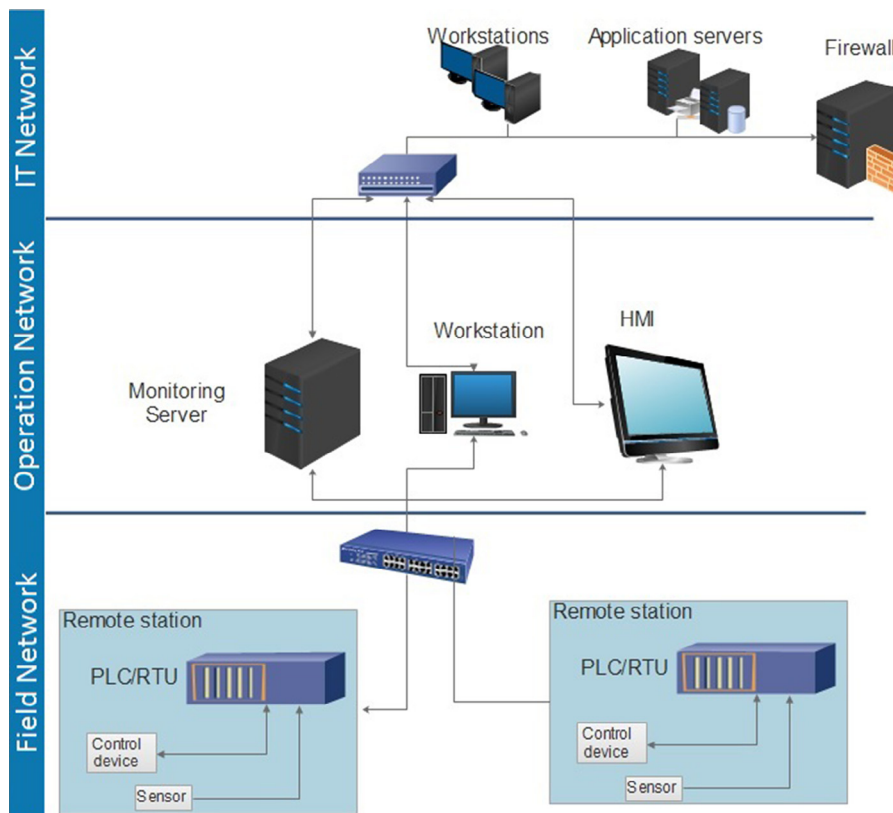 IT Network
Workstations
Application servers
Firewall
Operation Network
Monitoring
Server
Workstation
HMI
Field Network
Remote station
PLC/RTU
Control
device
Sensor
Remote station
PLC/RTU
Control
device
Sensor